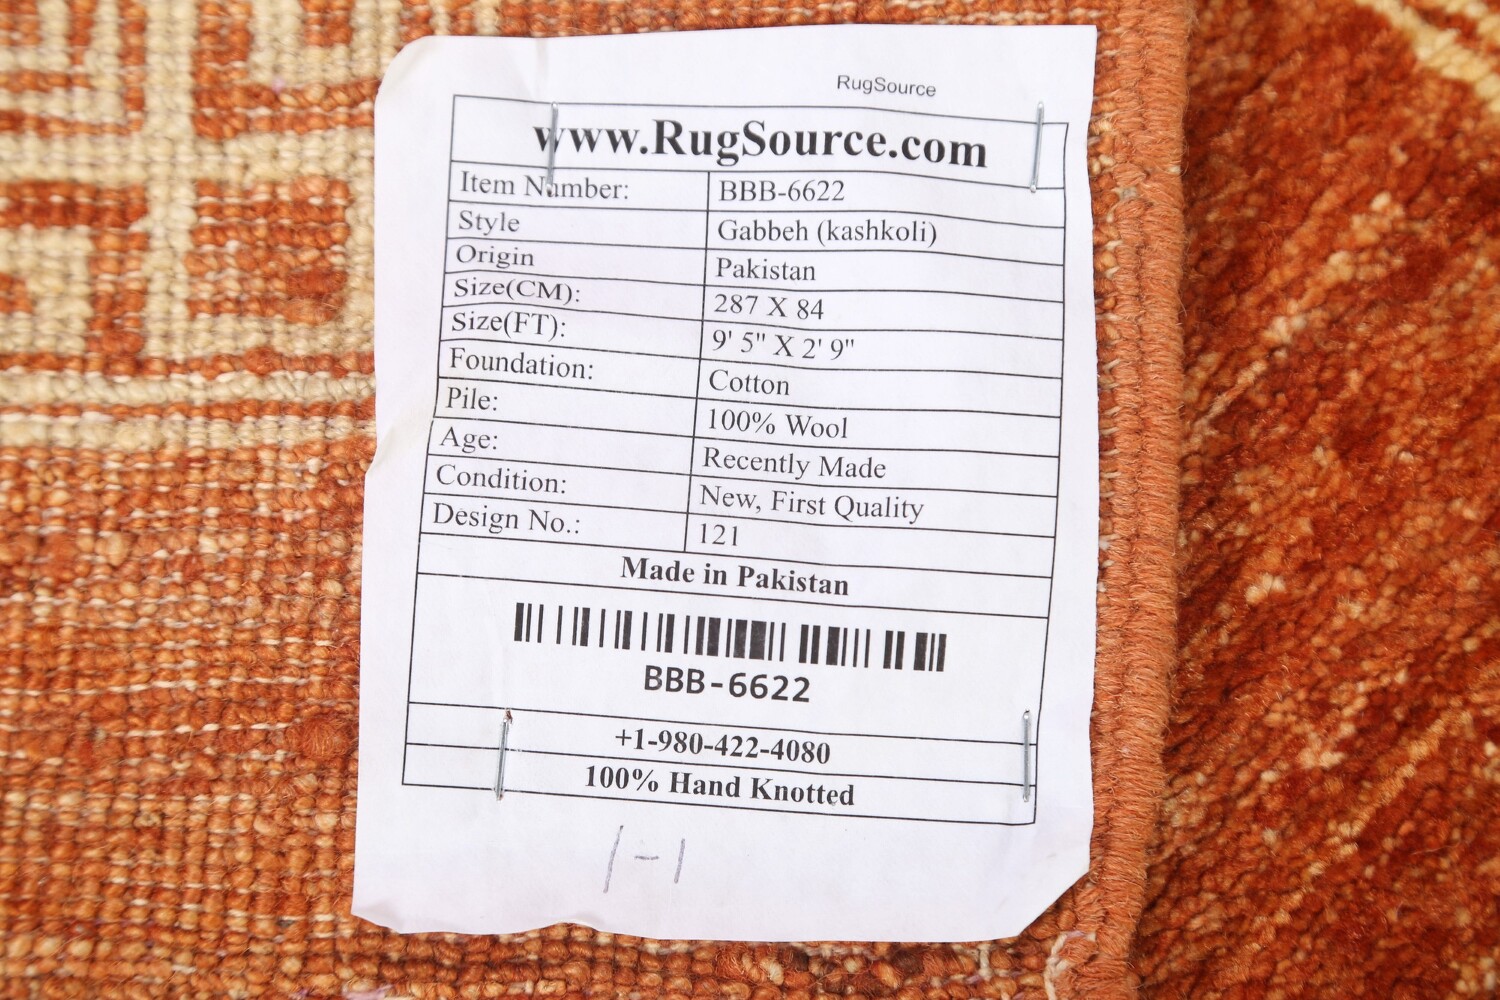 RugSource
www.RugSource.com
Item Number: BBB-6622
Style Gabbeh (kashkoli)
Origin Pakistan
Size(CM): 287 X 84
Size(FT): 9' 5" X 2' 9"
Foundation: Cotton
Pile: 100% Wool
Age: Recently Made
Condition: New, First Quality
Design No.: 121
Made in Pakistan
BBB-6622
+1-980-422-4080
100% Hand Knotted
1-1